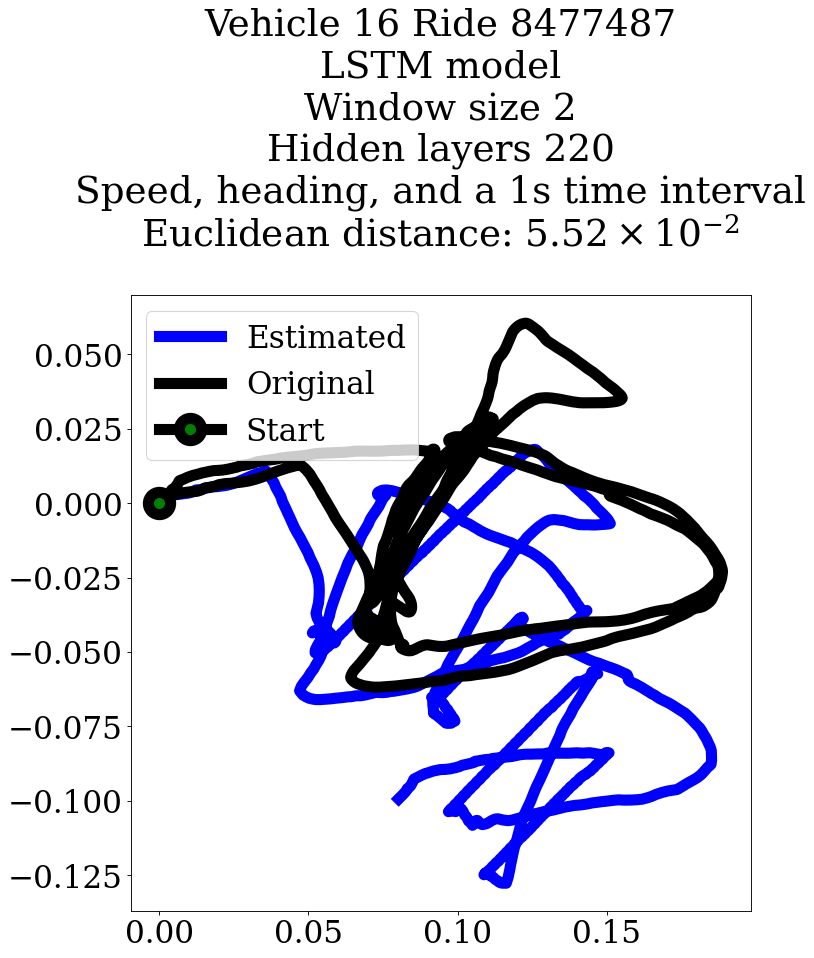 Vehicle 16 Ride 8477487
LSTM model
Window size 2
Hidden layers 220
Speed, heading, and a 1s time interval
Euclidean distance: 5.52 × 10⁻²
Estimated
Original
Start
0.050
0.025
0.000
−0.025
−0.050
−0.075
−0.100
−0.125
0.00 0.05 0.10 0.15